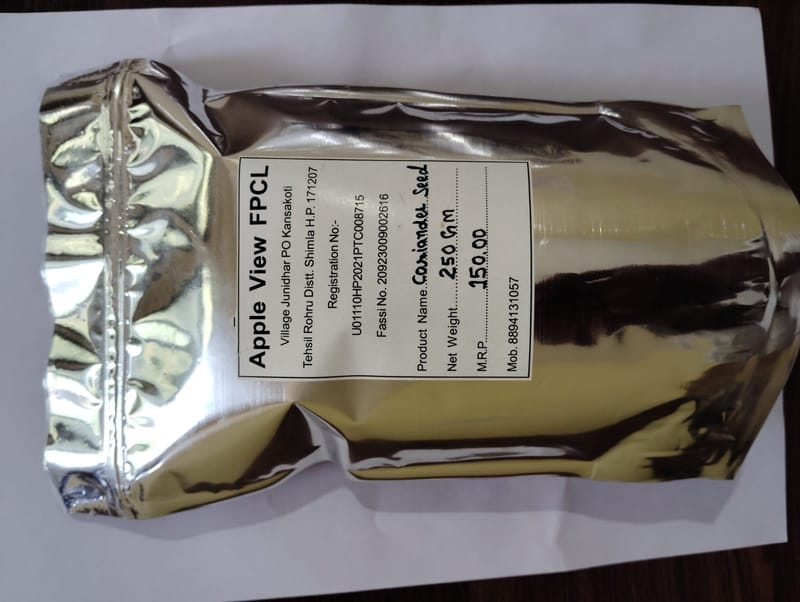 Apple View FPCL
Village Junidhar PO Kansakoti
Tehsil Rohru Distt. Shimla H.P. 171207
Registration No:-
U01110HP2021PTC008715
Fassi No. 20923009002616
Product Name..Coriander Seed
Net Weight.......250 Gm
M.R.P..............150.00
Mob. 8894131057